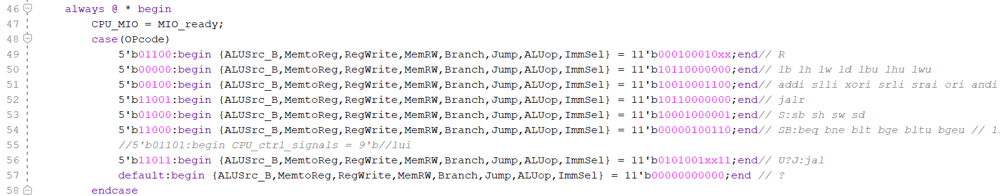 46 always @ * begin
47 CPU_MIO = MIO_ready;
48 case(OPcode)
49 5'b01100:begin {ALUSrc_B,MemtoReg,RegWrite,MemRW,Branch,Jump,ALUop,ImmSel} = 11'b000100010xx;end// R
50 5'b00000:begin {ALUSrc_B,MemtoReg,RegWrite,MemRW,Branch,Jump,ALUop,ImmSel} = 11'b10110000000;end// lb lh lw ld lbu lhu lwu
51 5'b00100:begin {ALUSrc_B,MemtoReg,RegWrite,MemRW,Branch,Jump,ALUop,ImmSel} = 11'b10010001100;end// addi slli xori srli srai ori andi
52 5'b11001:begin {ALUSrc_B,MemtoReg,RegWrite,MemRW,Branch,Jump,ALUop,ImmSel} = 11'b10110000000;end// jalr
53 5'b01000:begin {ALUSrc_B,MemtoReg,RegWrite,MemRW,Branch,Jump,ALUop,ImmSel} = 11'b10001000001;end// S:sb sh sw sd
54 5'b11000:begin {ALUSrc_B,MemtoReg,RegWrite,MemRW,Branch,Jump,ALUop,ImmSel} = 11'b00000100110;end// SB:beq bne blt bge bltu bgeu // 1
55 //5'b01101:begin CPU_ctrl_signals = 9'b//lui
56 5'b11011:begin {ALUSrc_B,MemtoReg,RegWrite,MemRW,Branch,Jump,ALUop,ImmSel} = 11'b0101001xx11;end// U?J:jal
57 default:begin {ALUSrc_B,MemtoReg,RegWrite,MemRW,Branch,Jump,ALUop,ImmSel} = 11'b00000000000;end // ?
58 endcase